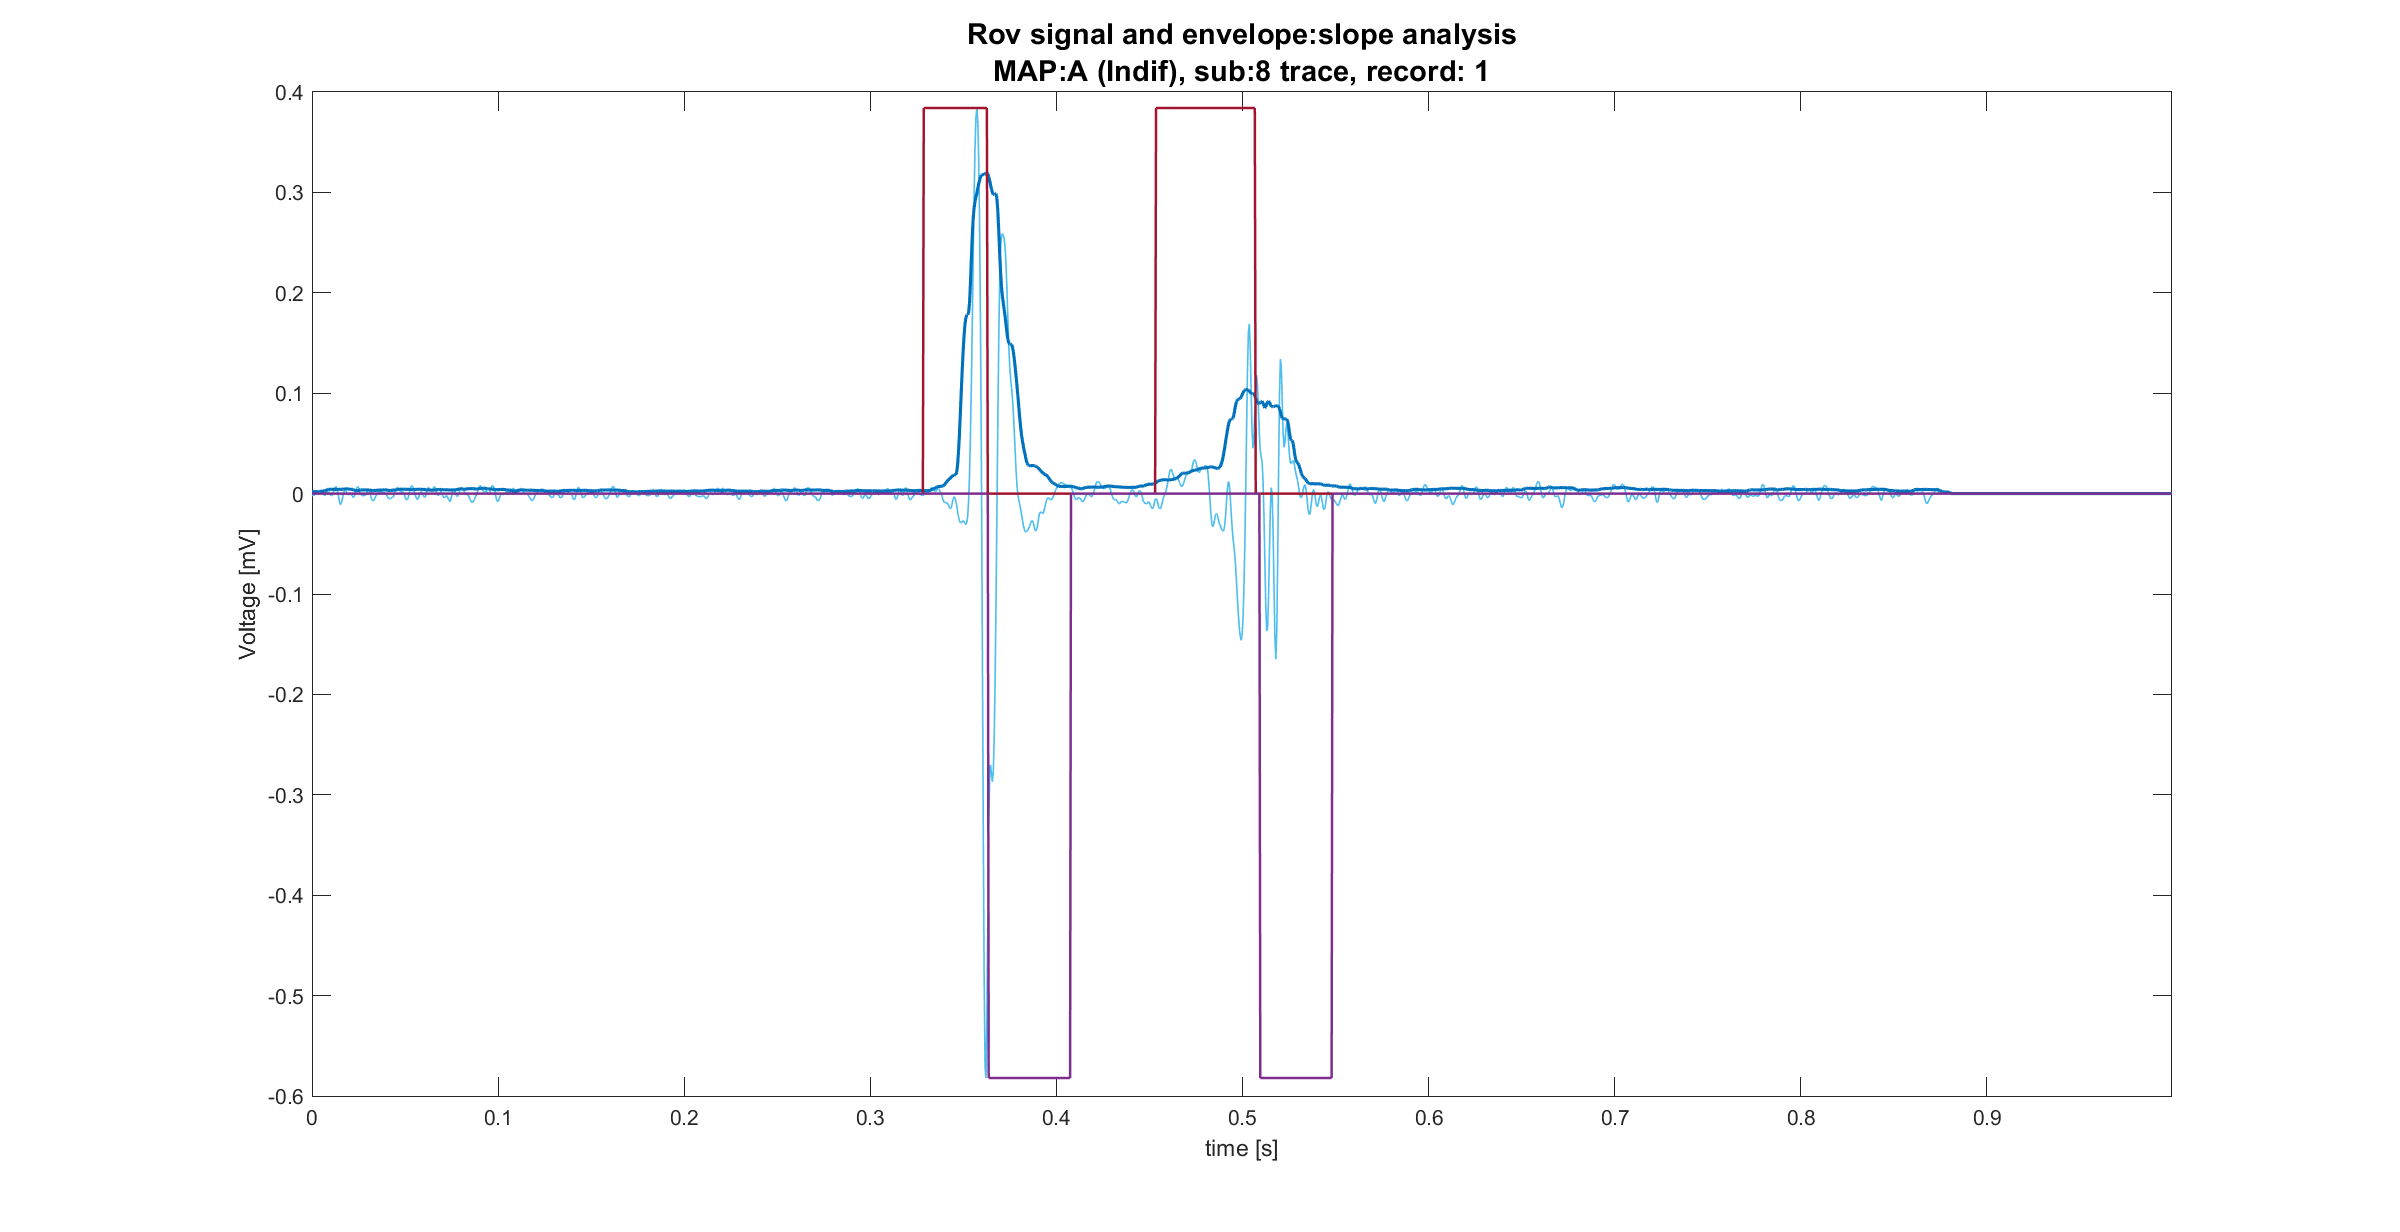 Rov signal and envelope:slope analysis
MAP:A (Indif), sub:8 trace, record: 1
0.4
0.3
0.2
0.1
0
-0.1
-0.2
-0.3
-0.4
-0.5
-0.6
Voltage [mV]
0 0.1 0.2 0.3 0.4 0.5 0.6 0.7 0.8 0.9
time [s]